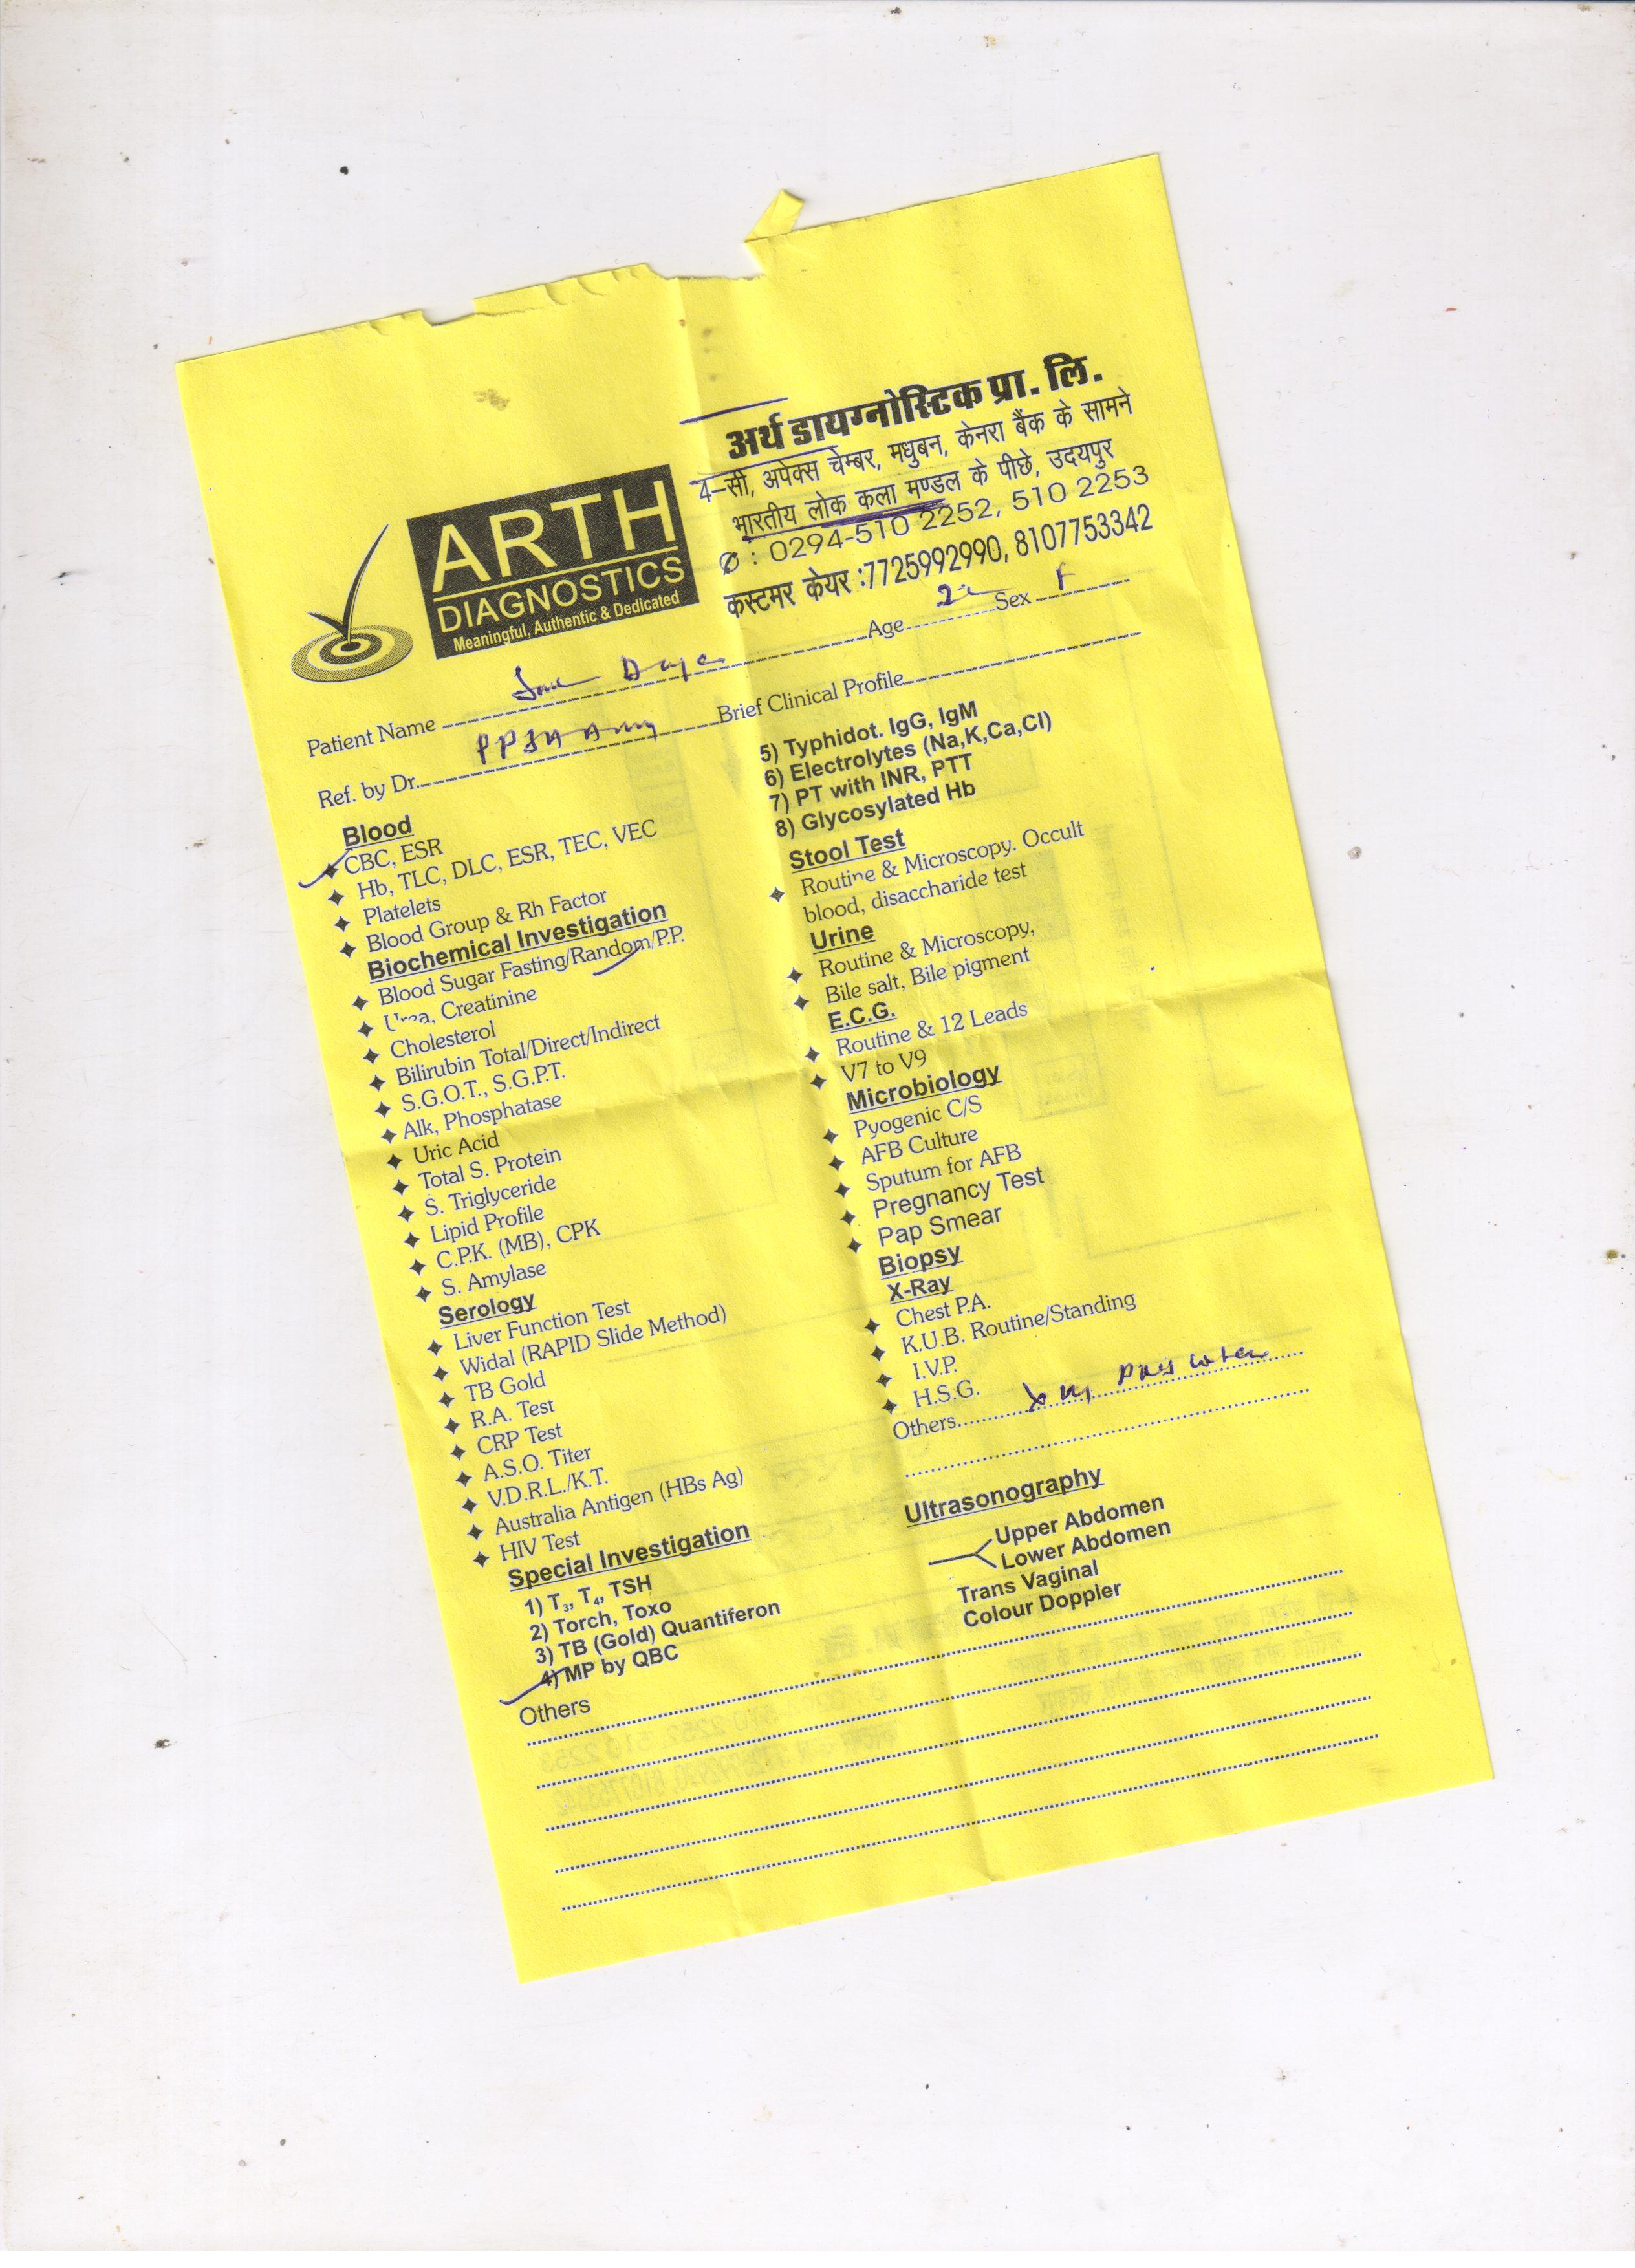 अर्थ डायग्नोस्टिक प्रा. लि.
4-सी, अपेक्स चेम्बर, मधुबन, केनरा बैंक के सामने
भारतीय लोक कला मण्डल के पीछे, उदयपुर
: 0294-510 2252, 510 2253
कस्टमर केयर :7725992990, 8107753342
ARTH
DIAGNOSTICS
Meaningful, Authentic & Dedicated
Patient Name Age Sex F
Ref. by Dr. Brief Clinical Profile
Blood
CBC, ESR
Hb, TLC, DLC, ESR, TEC, VEC
Platelets
Blood Group & Rh Factor
Biochemical Investigation
Blood Sugar Fasting/Random/P.P.
Urea, Creatinine
Cholesterol
Bilirubin Total/Direct/Indirect
S.G.O.T., S.G.P.T.
Alk, Phosphatase
Uric Acid
Total S. Protein
S. Triglyceride
Lipid Profile
C.P.K. (MB), CPK
S. Amylase
Serology
Liver Function Test
Widal (RAPID Slide Method)
TB Gold
R.A. Test
CRP Test
A.S.O. Titer
V.D.R.L./K.T.
Australia Antigen (HBs Ag)
HIV Test
Special Investigation
1) T3, T4, TSH
2) Torch, Toxo
3) TB (Gold) Quantiferon
4) MP by QBC
Others
5) Typhidot. IgG, IgM
6) Electrolytes (Na,K,Ca,Cl)
7) PT with INR, PTT
8) Glycosylated Hb
Stool Test
Routine & Microscopy. Occult
blood, disaccharide test
Urine
Routine & Microscopy,
Bile salt, Bile pigment
E.C.G.
Routine & 12 Leads
V7 to V9
Microbiology
Pyogenic C/S
AFB Culture
Sputum for AFB
Pregnancy Test
Pap Smear
Biopsy
X-Ray
Chest P.A.
K.U.B. Routine/Standing
I.V.P.
H.S.G.
Others
Ultrasonography
Upper Abdomen
Lower Abdomen
Trans Vaginal
Colour Doppler